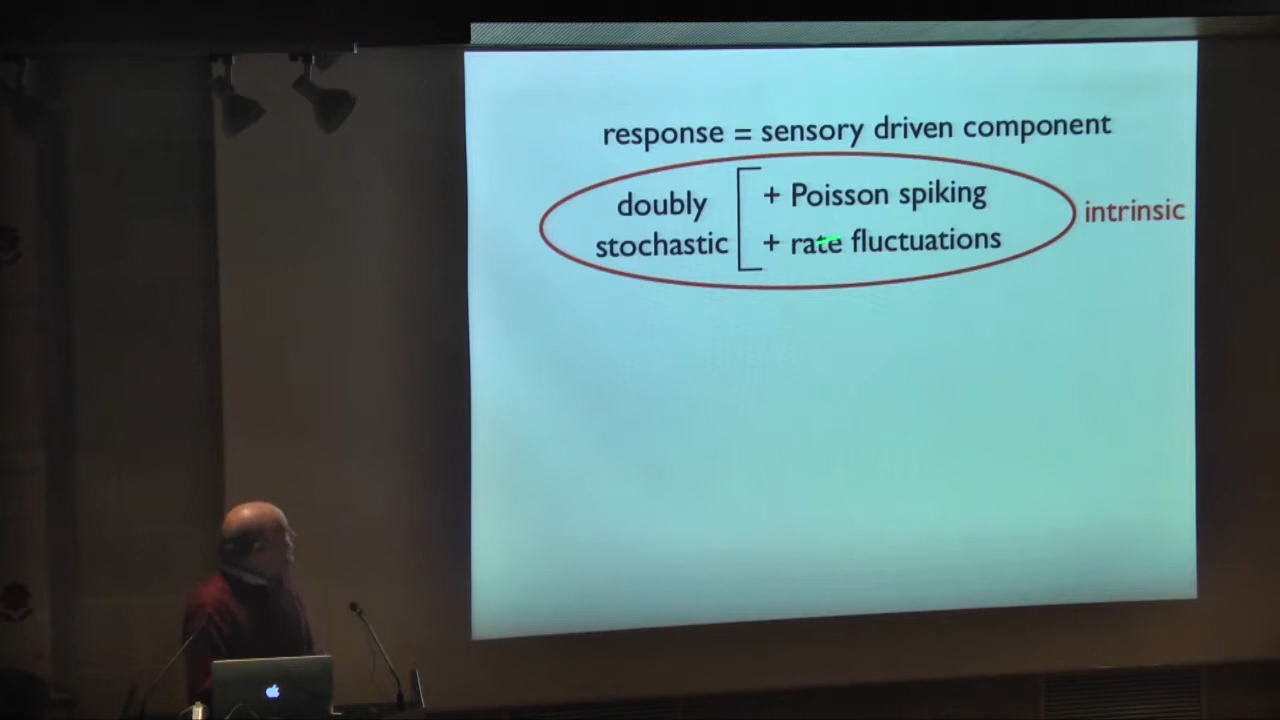 response = sensory driven component
doubly
stochastic
+ Poisson spiking
+ rate fluctuations
intrinsic